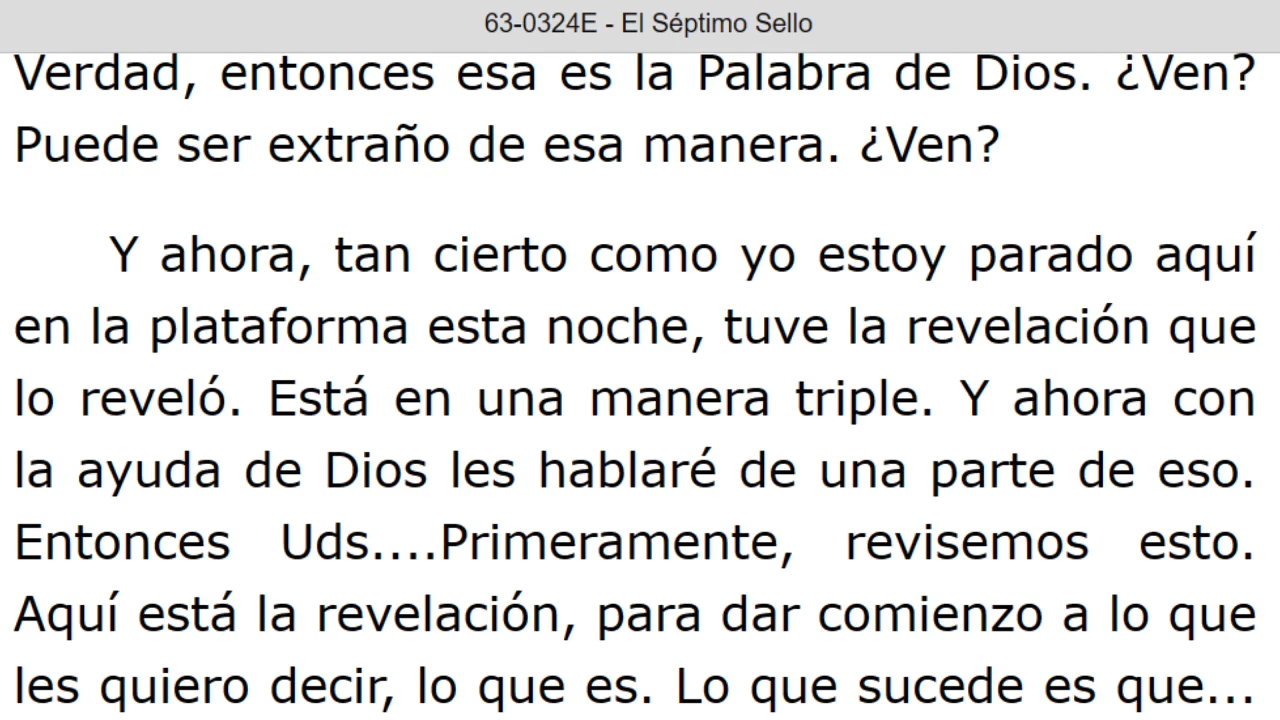 63-0324E - El Séptimo Sello
Verdad, entonces esa es la Palabra de Dios. ¿Ven?
Puede ser extraño de esa manera. ¿Ven?
Y ahora, tan cierto como yo estoy parado aquí
en la plataforma esta noche, tuve la revelación que
lo reveló. Está en una manera triple. Y ahora con
la ayuda de Dios les hablaré de una parte de eso.
Entonces Uds....Primeramente, revisemos esto.
Aquí está la revelación, para dar comienzo a lo que
les quiero decir, lo que es. Lo que sucede es que...